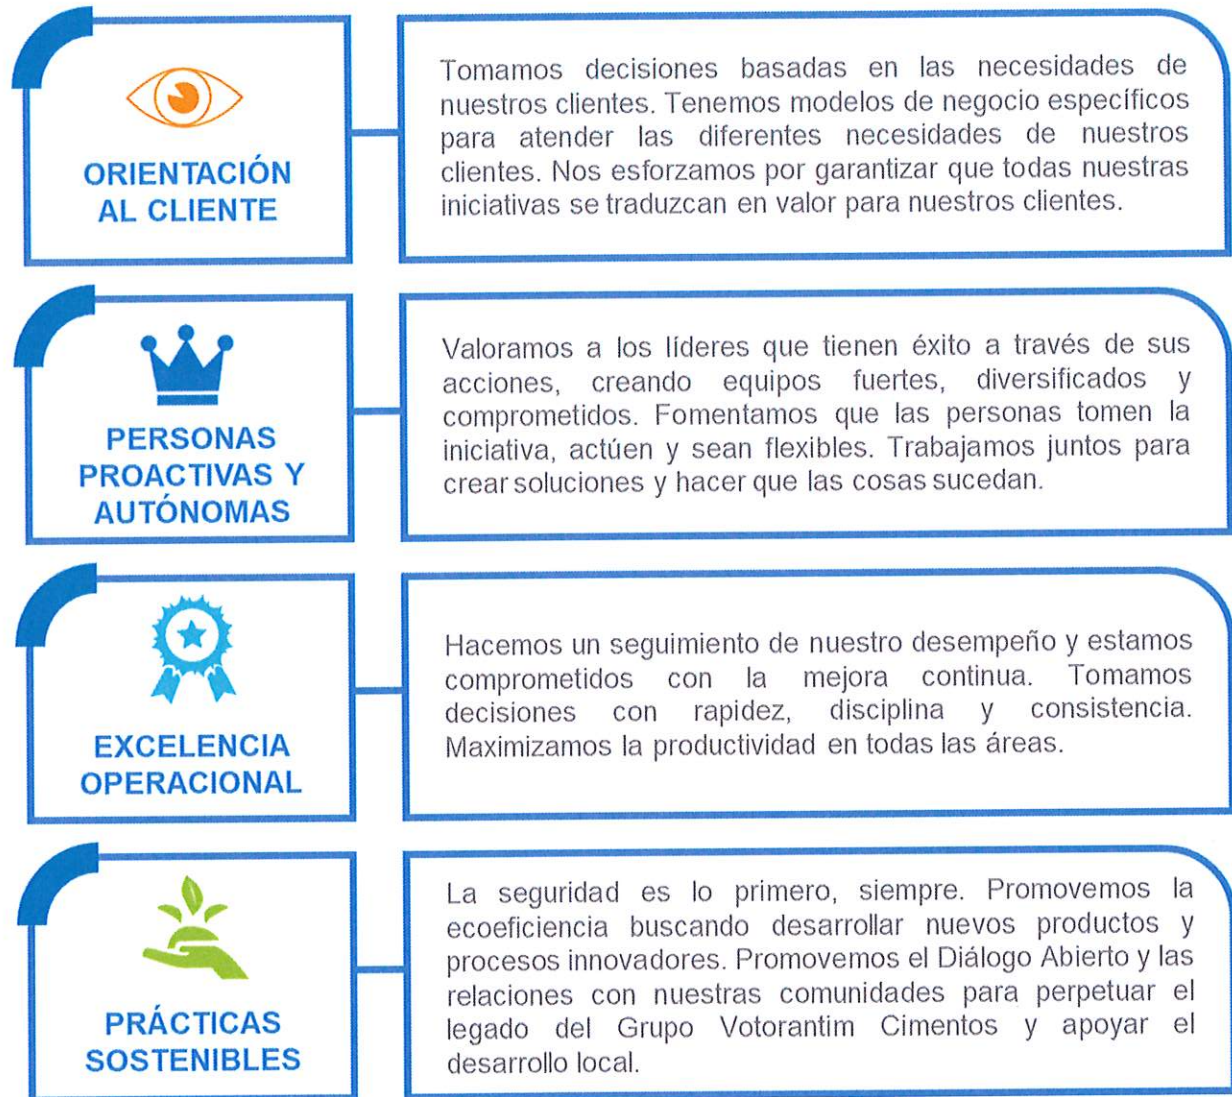 ORIENTACIÓN
AL CLIENTE
Tomamos decisiones basadas en las necesidades de
nuestros clientes. Tenemos modelos de negocio específicos
para atender las diferentes necesidades de nuestros
clientes. Nos esforzamos por garantizar que todas nuestras
iniciativas se traduzcan en valor para nuestros clientes.
PERSONAS
PROACTIVAS Y
AUTÓNOMAS
Valoramos a los líderes que tienen éxito a través de sus
acciones, creando equipos fuertes, diversificados y
comprometidos. Fomentamos que las personas tomen la
iniciativa, actúen y sean flexibles. Trabajamos juntos para
crear soluciones y hacer que las cosas sucedan.
EXCELENCIA
OPERACIONAL
Hacemos un seguimiento de nuestro desempeño y estamos
comprometidos con la mejora continua. Tomamos
decisiones con rapidez, disciplina y consistencia.
Maximizamos la productividad en todas las áreas.
PRÁCTICAS
SOSTENIBLES
La seguridad es lo primero, siempre. Promovemos la
ecoeficiencia buscando desarrollar nuevos productos y
procesos innovadores. Promovemos el Diálogo Abierto y las
relaciones con nuestras comunidades para perpetuar el
legado del Grupo Votorantim Cimentos y apoyar el
desarrollo local.